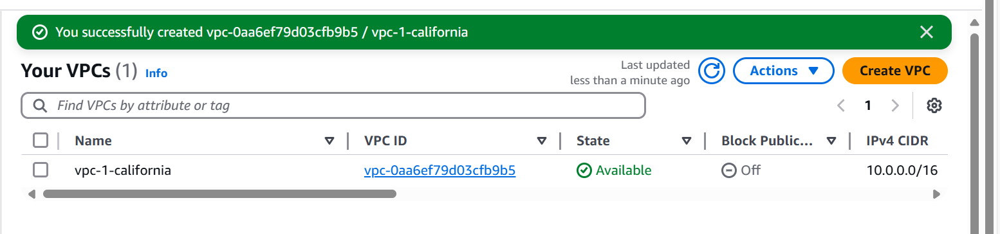 You successfully created vpc-0aa6ef79d03cfb9b5 / vpc-1-california
Your VPCs (1) Info
Last updated
less than a minute ago
Actions
Create VPC
Find VPCs by attribute or tag
1
Name VPC ID State Block Public... IPv4 CIDR
vpc-1-california vpc-0aa6ef79d03cfb9b5 Available Off 10.0.0.0/16